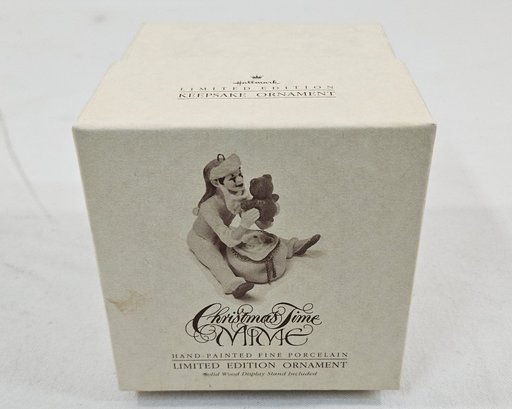 Hallmark
LIMITED EDITION
KEEPSAKE ORNAMENT
Christmas Time
MIME
HAND-PAINTED FINE PORCELAIN
LIMITED EDITION ORNAMENT
Solid Wood Display Stand Included